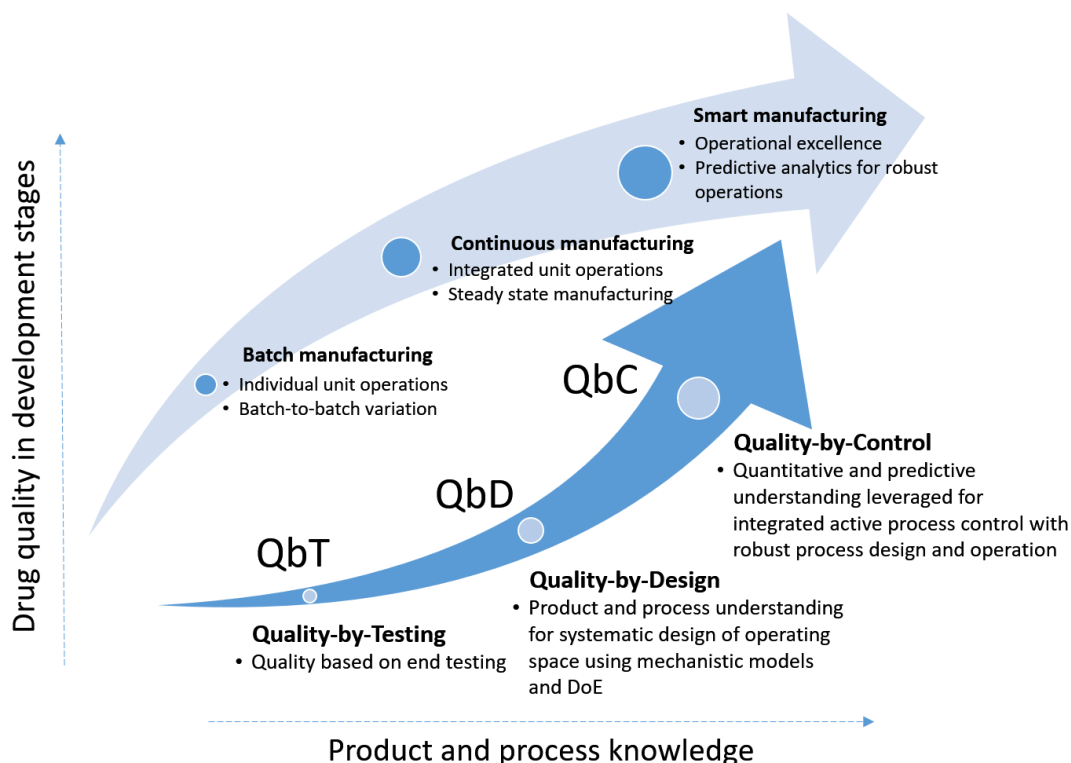 Drug quality in development stages
Smart manufacturing
• Operational excellence
• Predictive analytics for robust
operations
Continuous manufacturing
• Integrated unit operations
• Steady state manufacturing
Batch manufacturing
• Individual unit operations
• Batch-to-batch variation
QbC
Quality-by-Control
• Quantitative and predictive
understanding leveraged for
integrated active process control with
robust process design and operation
QbD
Quality-by-Design
• Product and process understanding
for systematic design of operating
space using mechanistic models
and DoE
QbT
Quality-by-Testing
• Quality based on end testing
Product and process knowledge